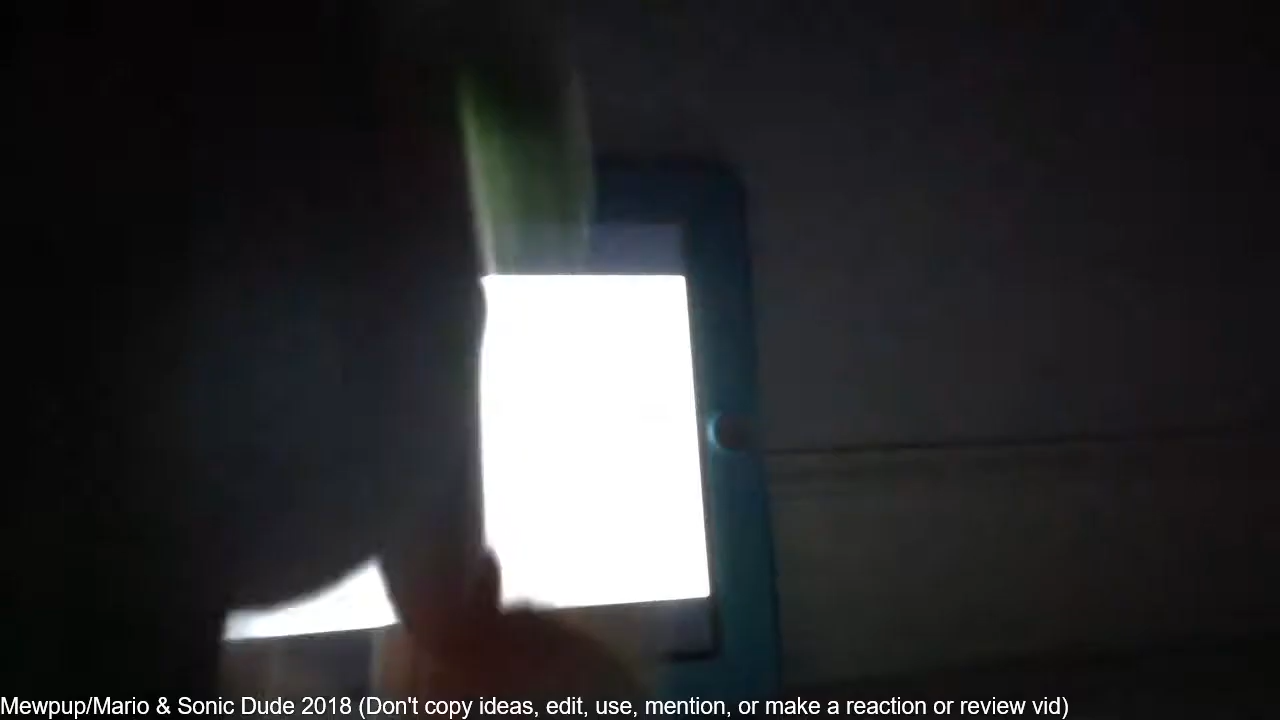 Mewpup/Mario & Sonic Dude 2018 (Don't copy ideas, edit, use, mention, or make a reaction or review vid)